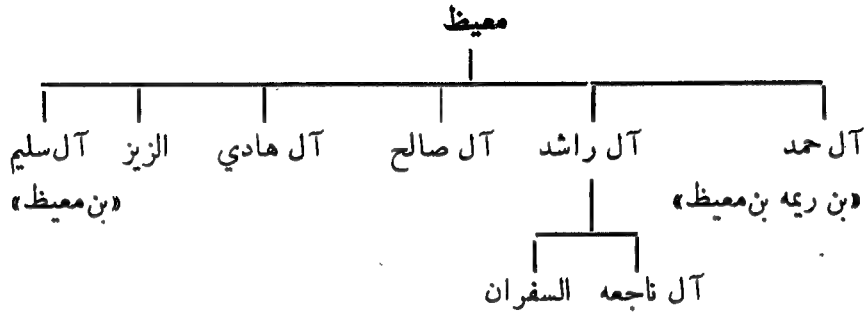 معيظ
آل حمد آل راشد آل صالح آل هادي الزيز آل سليم
«بن ريمه بن معيظ» «بن معيظ»
آل ناجعه السفران